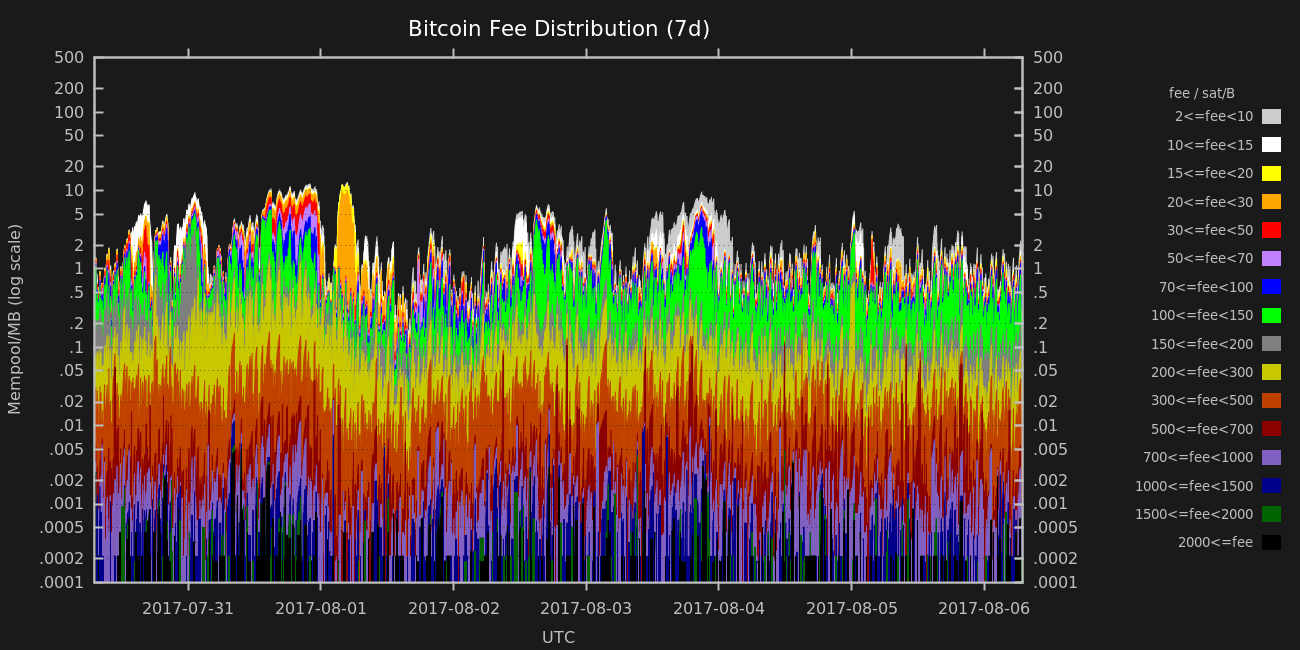 Bitcoin Fee Distribution (7d)
Mempool/MB (log scale)
500
200
100
50
20
10
5
2
1
.5
.2
.1
.05
.02
.01
.005
.002
.001
.0005
.0002
.0001
500
200
100
50
20
10
5
2
1
.5
.2
.1
.05
.02
.01
.005
.002
.001
.0005
.0002
.0001
2017-07-31 2017-08-01 2017-08-02 2017-08-03 2017-08-04 2017-08-05 2017-08-06
UTC
fee / sat/B
2<=fee<10
10<=fee<15
15<=fee<20
20<=fee<30
30<=fee<50
50<=fee<70
70<=fee<100
100<=fee<150
150<=fee<200
200<=fee<300
300<=fee<500
500<=fee<700
700<=fee<1000
1000<=fee<1500
1500<=fee<2000
2000<=fee